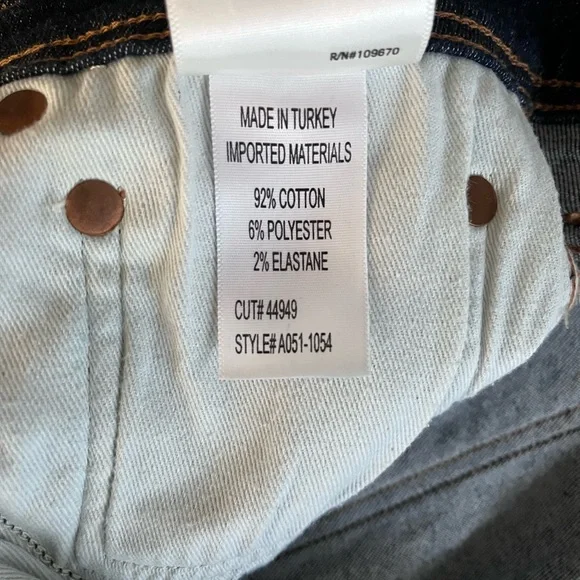 R/N#109670
MADE IN TURKEY
IMPORTED MATERIALS
92% COTTON
6% POLYESTER
2% ELASTANE
CUT# 44949
STYLE# A051-1054